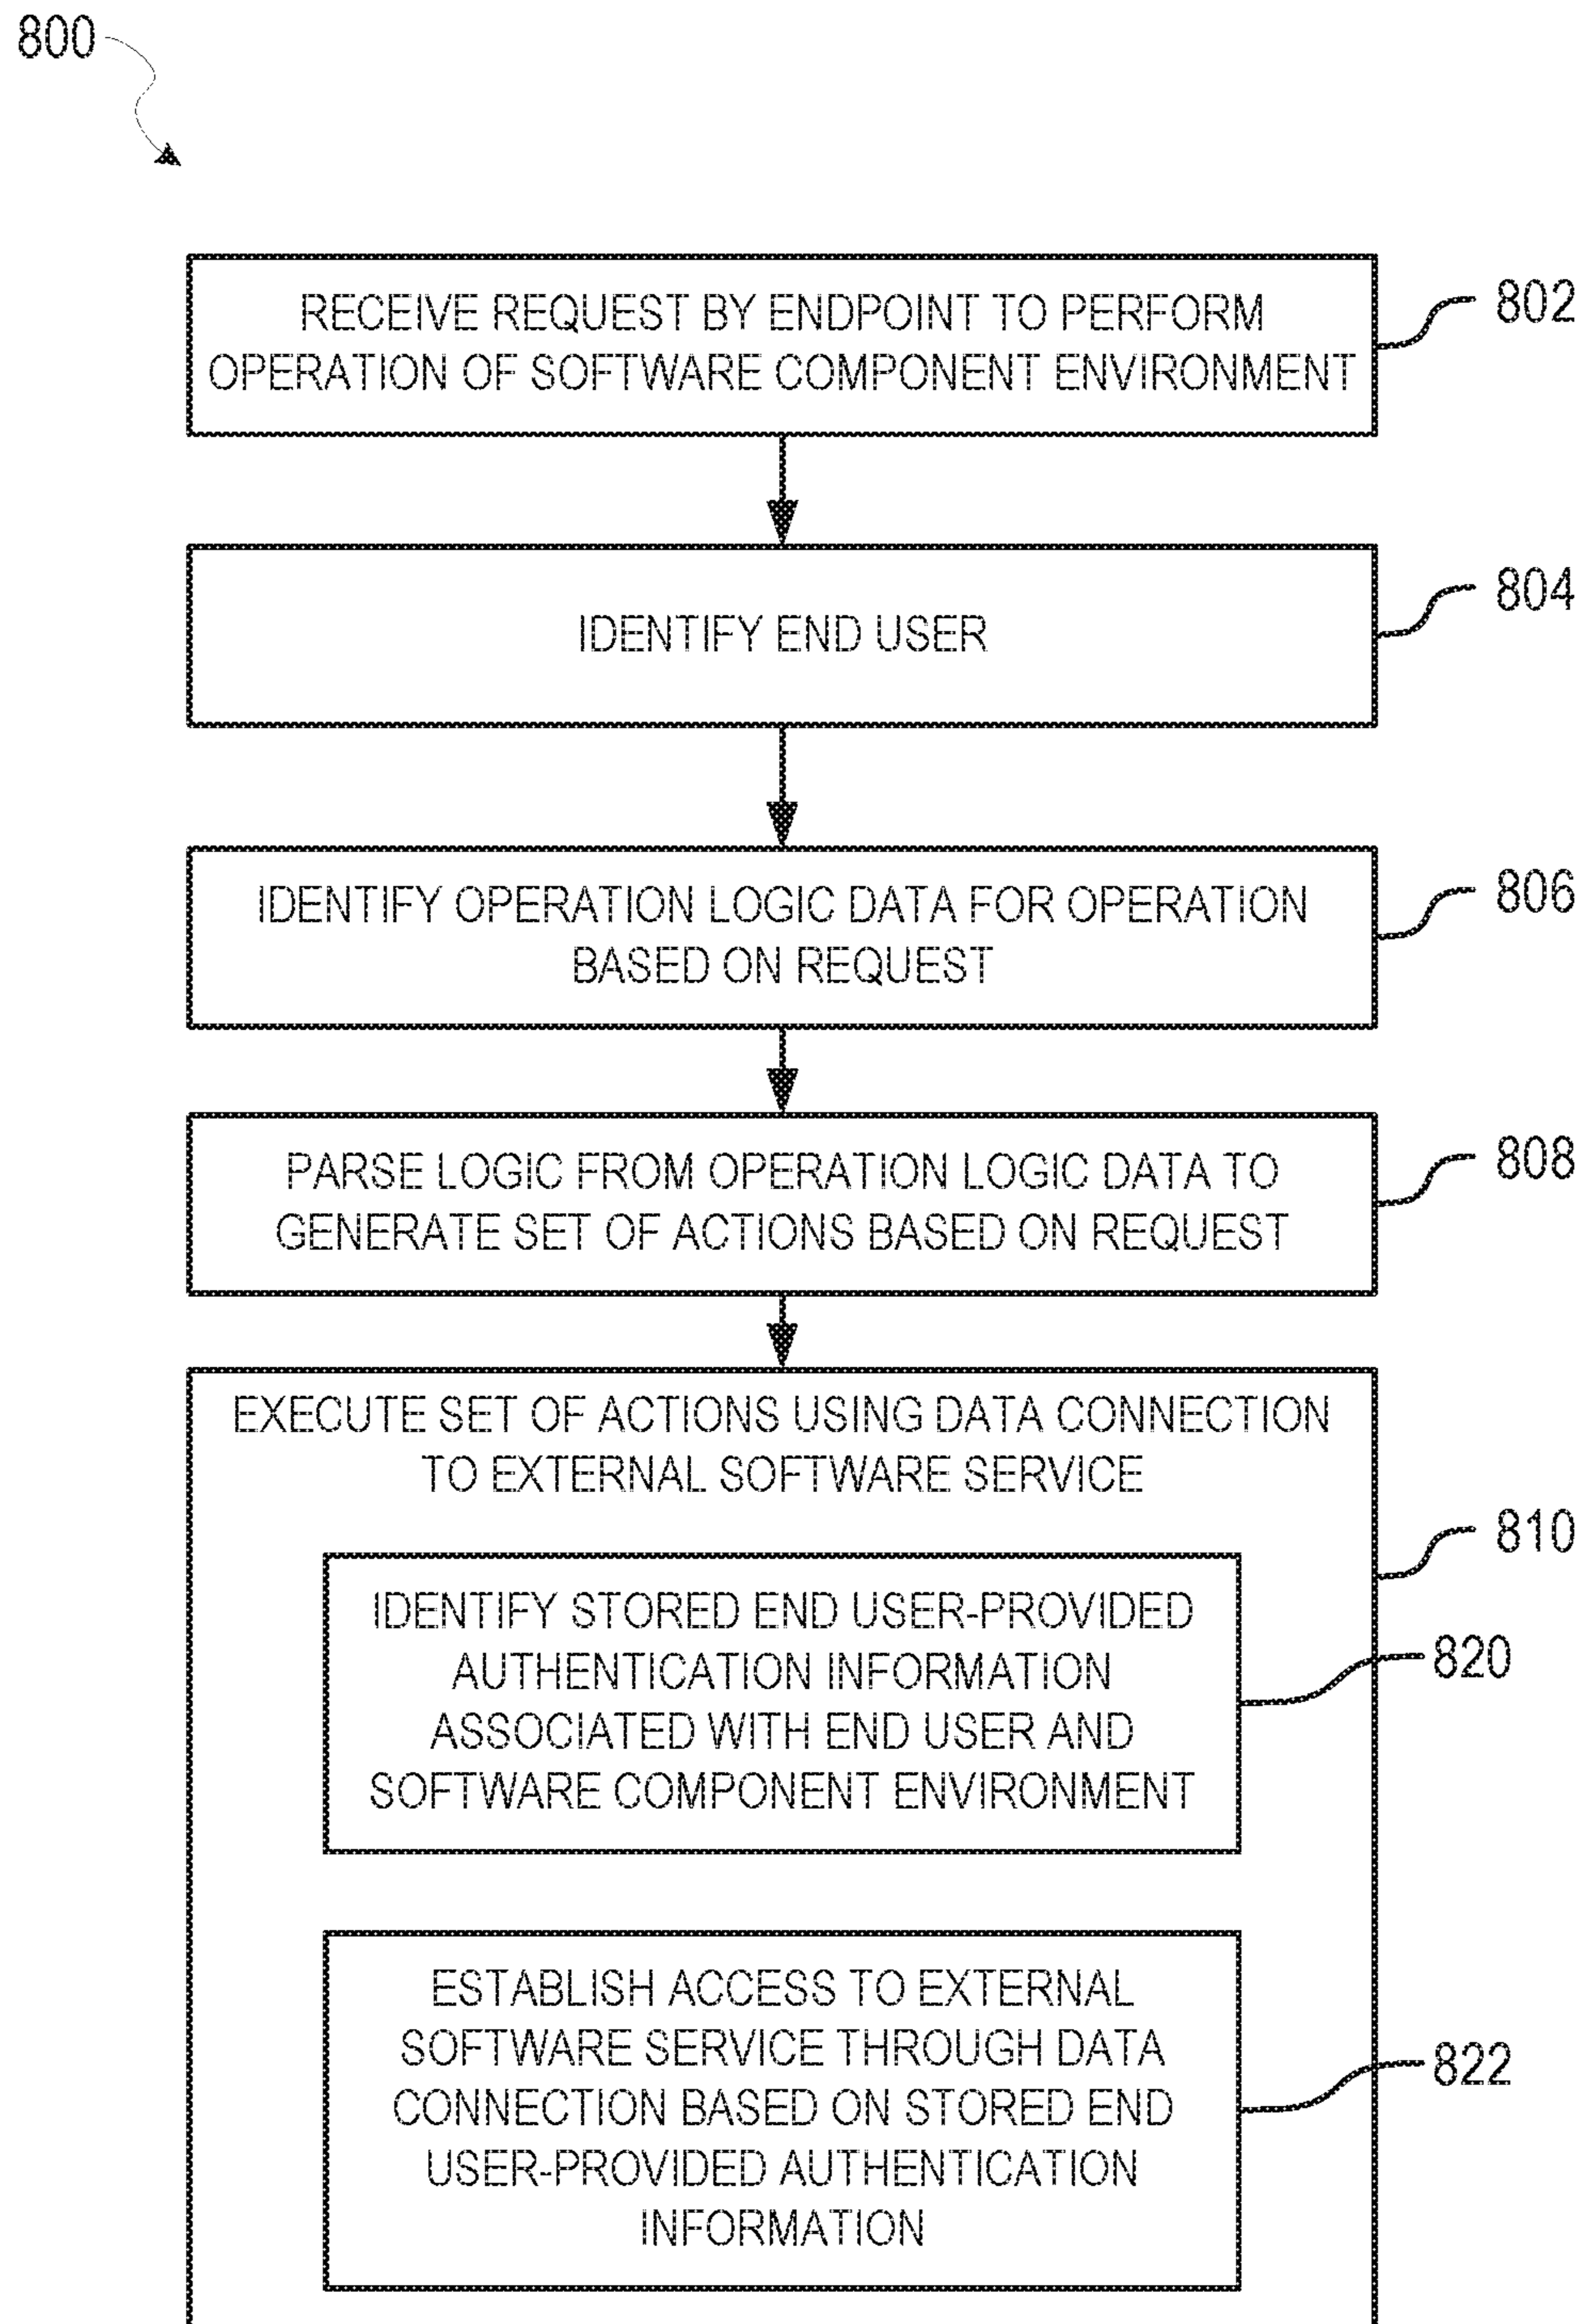 800
RECEIVE REQUEST BY ENDPOINT TO PERFORM
OPERATION OF SOFTWARE COMPONENT ENVIRONMENT
802
IDENTIFY END USER
804
IDENTIFY OPERATION LOGIC DATA FOR OPERATION
BASED ON REQUEST
806
PARSE LOGIC FROM OPERATION LOGIC DATA TO
GENERATE SET OF ACTIONS BASED ON REQUEST
808
EXECUTE SET OF ACTIONS USING DATA CONNECTION
TO EXTERNAL SOFTWARE SERVICE
810
IDENTIFY STORED END USER-PROVIDED
AUTHENTICATION INFORMATION
ASSOCIATED WITH END USER AND
SOFTWARE COMPONENT ENVIRONMENT
820
ESTABLISH ACCESS TO EXTERNAL
SOFTWARE SERVICE THROUGH DATA
CONNECTION BASED ON STORED END
USER-PROVIDED AUTHENTICATION
INFORMATION
822